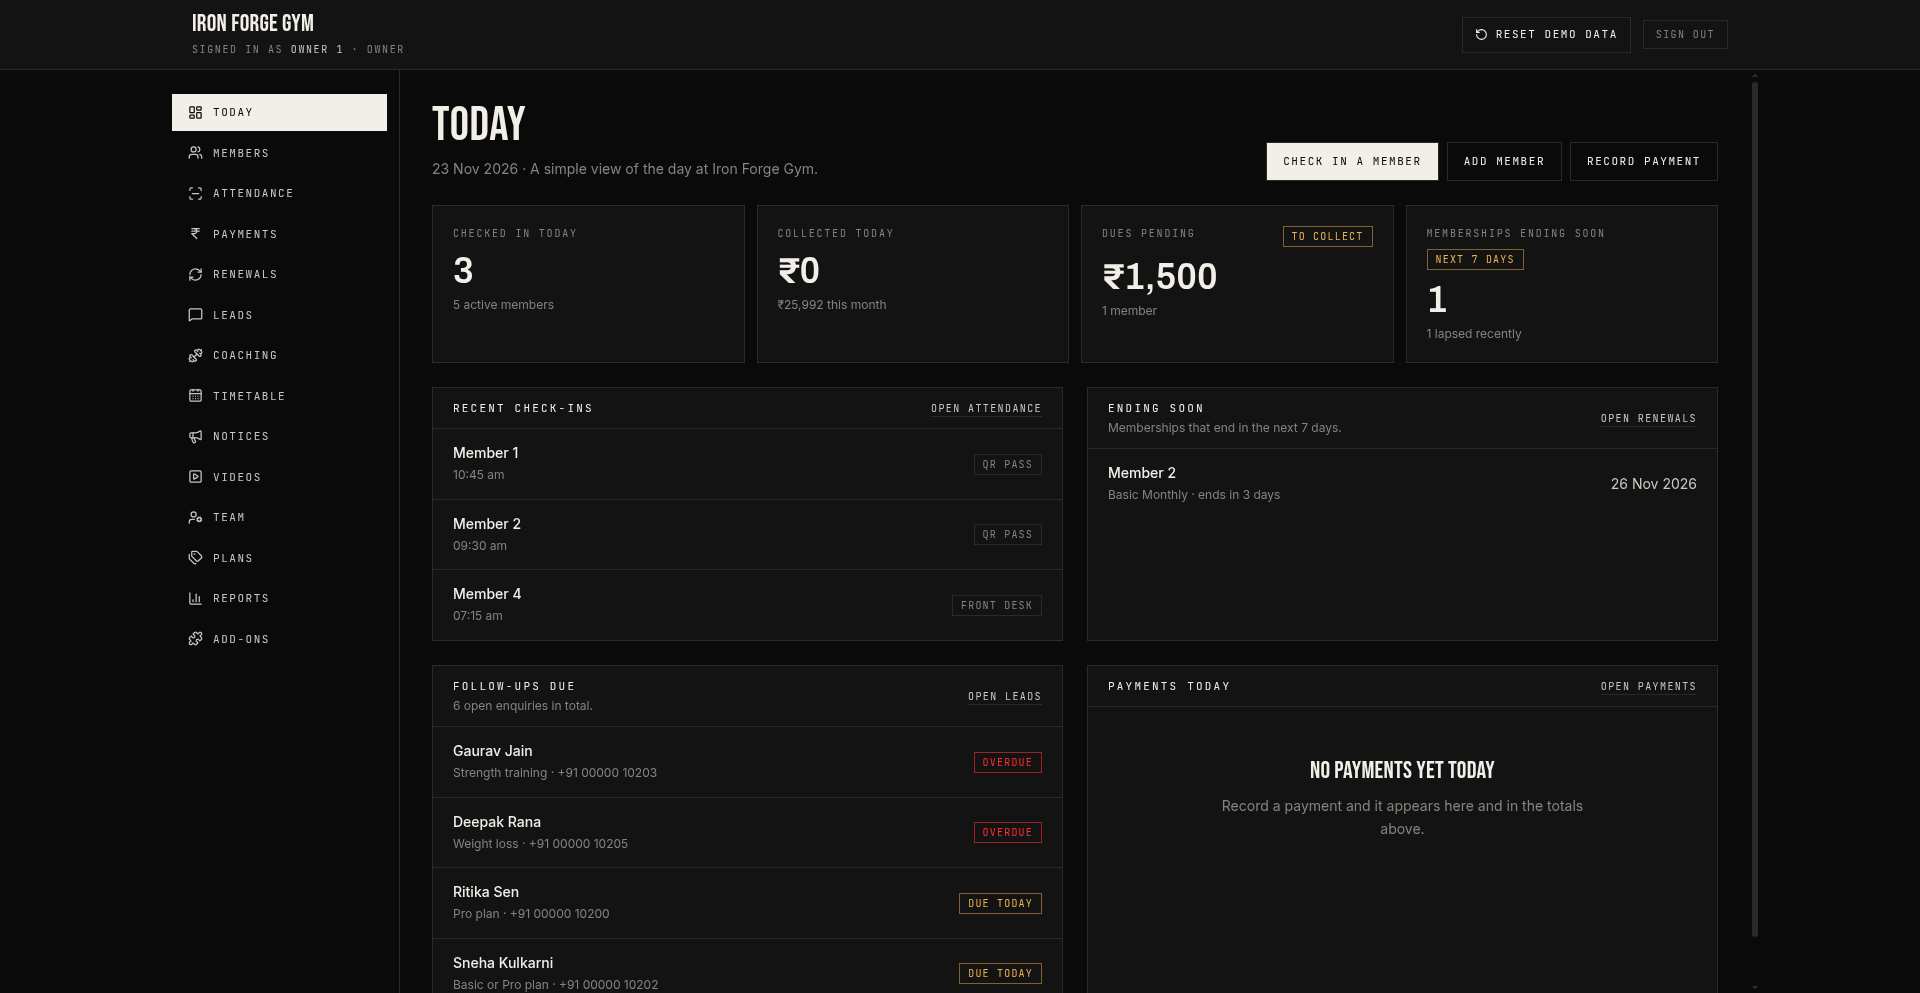 IRON FORGE GYM
SIGNED IN AS OWNER 1 · OWNER
RESET DEMO DATA
SIGN OUT
TODAY
MEMBERS
ATTENDANCE
PAYMENTS
RENEWALS
LEADS
COACHING
TIMETABLE
NOTICES
VIDEOS
TEAM
PLANS
REPORTS
ADD-ONS
TODAY
23 Nov 2026 · A simple view of the day at Iron Forge Gym.
CHECK IN A MEMBER
ADD MEMBER
RECORD PAYMENT
CHECKED IN TODAY
3
5 active members
COLLECTED TODAY
₹0
₹25,992 this month
DUES PENDING
TO COLLECT
₹1,500
1 member
MEMBERSHIPS ENDING SOON
NEXT 7 DAYS
1
1 lapsed recently
RECENT CHECK-INS
OPEN ATTENDANCE
Member 1
10:45 am
QR PASS
Member 2
09:30 am
QR PASS
Member 4
07:15 am
FRONT DESK
ENDING SOON
Memberships that end in the next 7 days.
OPEN RENEWALS
Member 2
Basic Monthly · ends in 3 days
26 Nov 2026
FOLLOW-UPS DUE
6 open enquiries in total.
OPEN LEADS
Gaurav Jain
Strength training · +91 00000 10203
OVERDUE
Deepak Rana
Weight loss · +91 00000 10205
OVERDUE
Ritika Sen
Pro plan · +91 00000 10200
DUE TODAY
Sneha Kulkarni
Basic or Pro plan · +91 00000 10202
DUE TODAY
PAYMENTS TODAY
OPEN PAYMENTS
NO PAYMENTS YET TODAY
Record a payment and it appears here and in the totals
above.